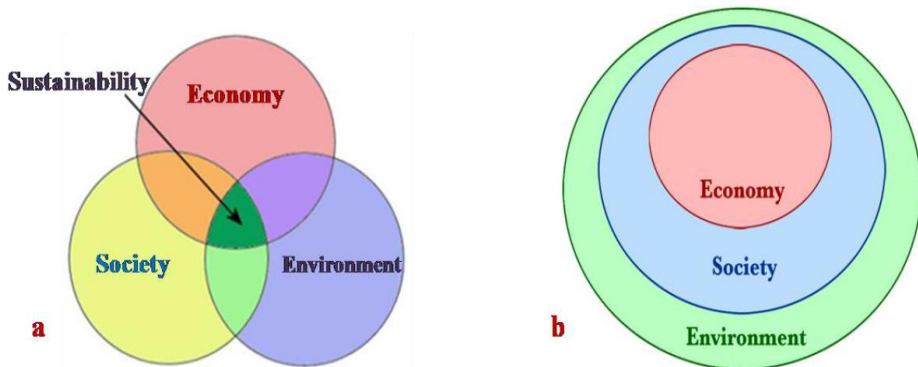 Sustainability
Economy
Society
Environment
a
Economy
Society
Environment
b